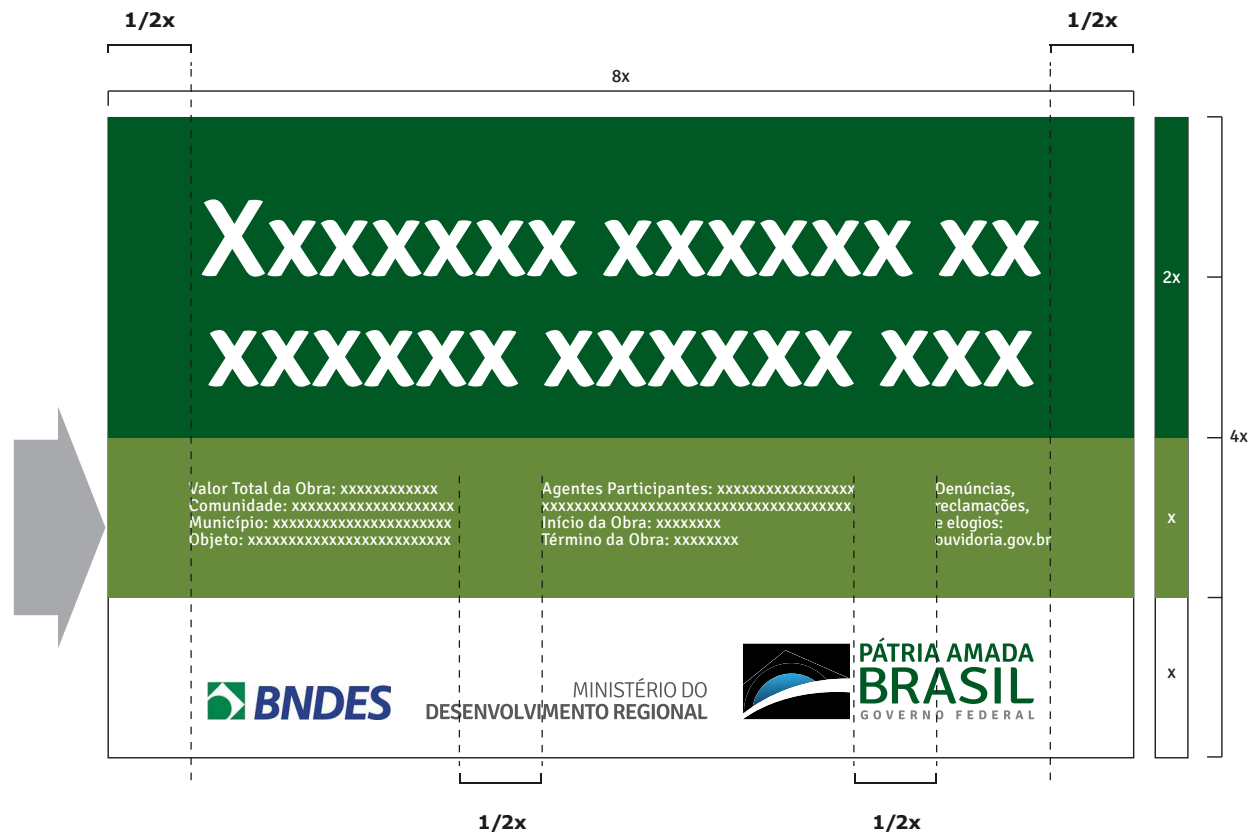 1/2x
1/2x
8x
Xxxxxxx xxxxxx xx
xxxxxx xxxxxx xxx
2x
4x
Valor Total da Obra: xxxxxxxxxxxx
Comunidade: xxxxxxxxxxxxxxxxxxxx
Município: xxxxxxxxxxxxxxxxxxxxxx
Objeto: xxxxxxxxxxxxxxxxxxxxxxxxx
Agentes Participantes: xxxxxxxxxxxxxxxxx
xxxxxxxxxxxxxxxxxxxxxxxxxxxxxxxxxxxxxx
Início da Obra: xxxxxxxx
Término da Obra: xxxxxxxx
Denúncias,
reclamações,
e elogios:
ouvidoria.gov.br
x
BNDES
MINISTÉRIO DO
DESENVOLVIMENTO REGIONAL
PÁTRIA AMADA
BRASIL
GOVERNO FEDERAL
x
1/2x
1/2x